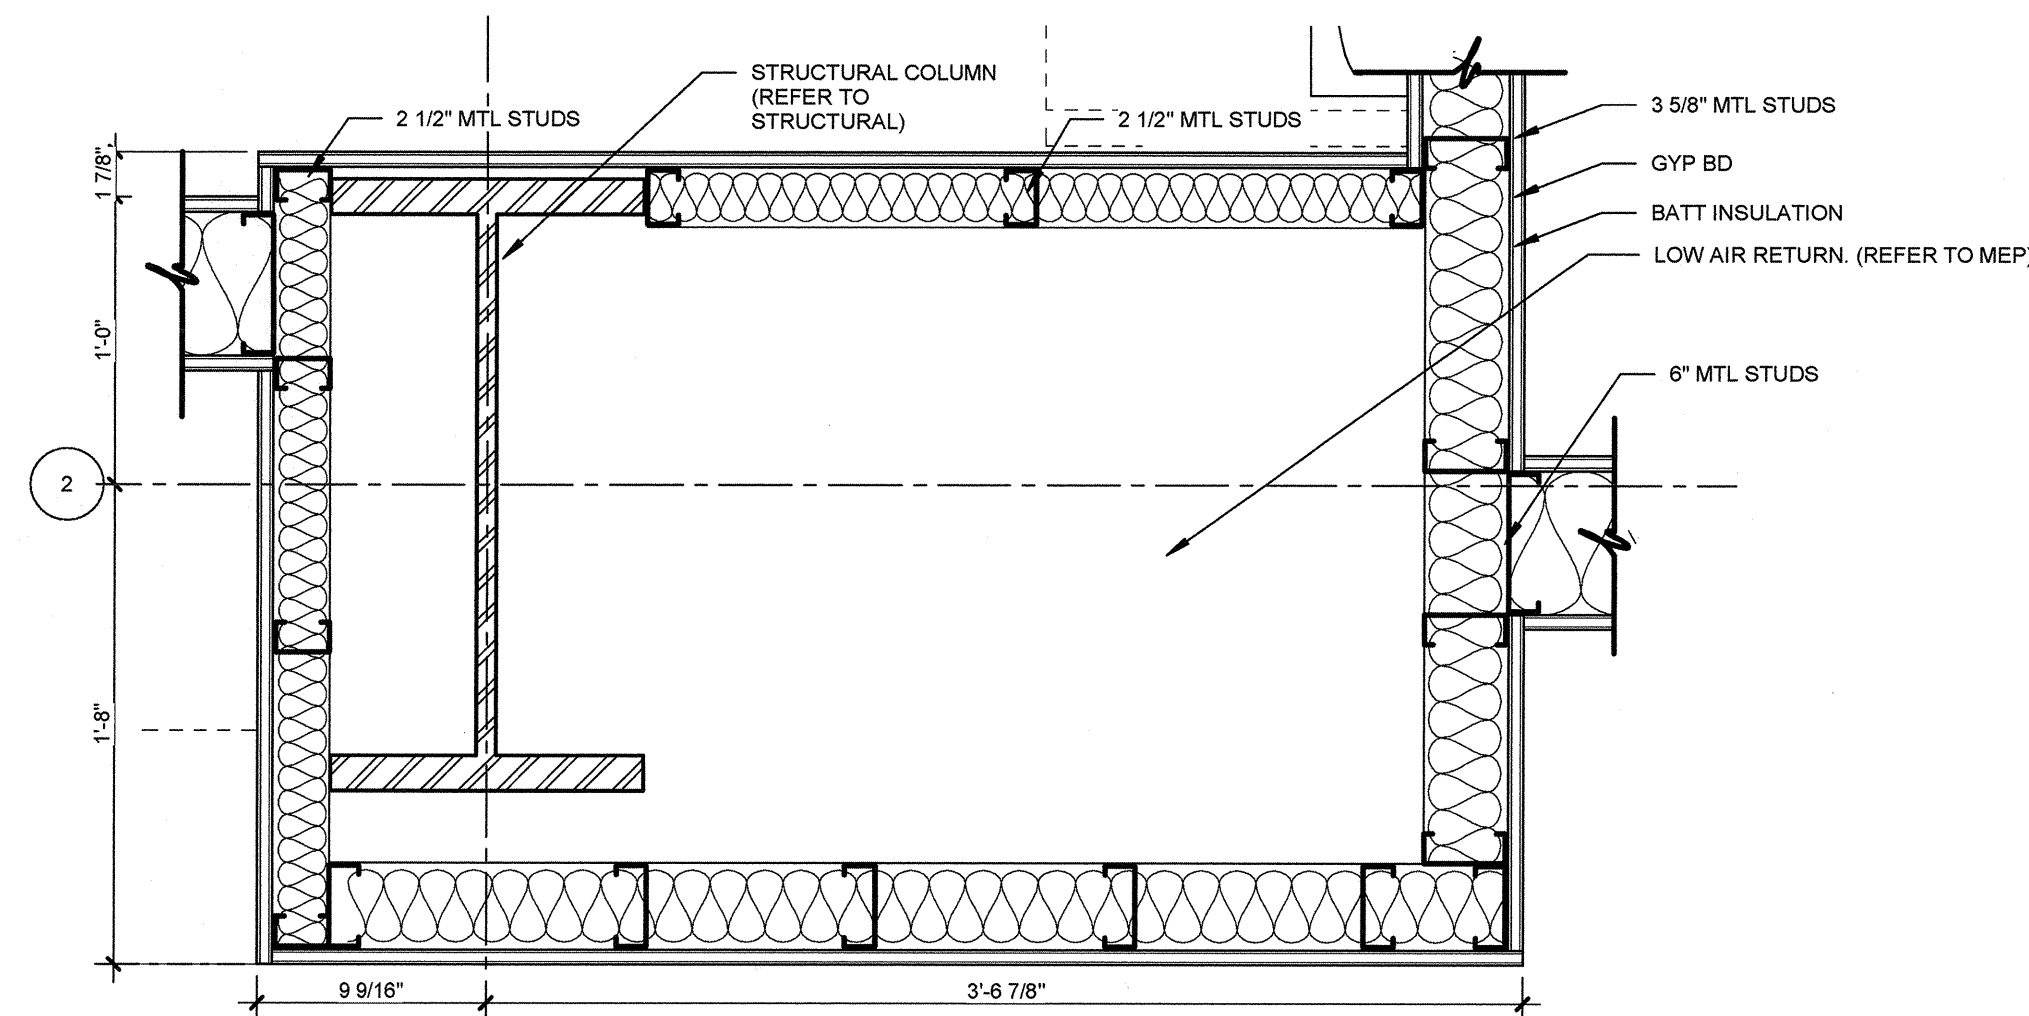 STRUCTURAL COLUMN
(REFER TO
STRUCTURAL)
2 1/2" MTL STUDS
2 1/2" MTL STUDS
3 5/8" MTL STUDS
GYP BD
BATT INSULATION
LOW AIR RETURN. (REFER TO MEP)
6" MTL STUDS
1 7/8"
1'-0"
2
1'-8"
9 9/16"
3'-6 7/8"